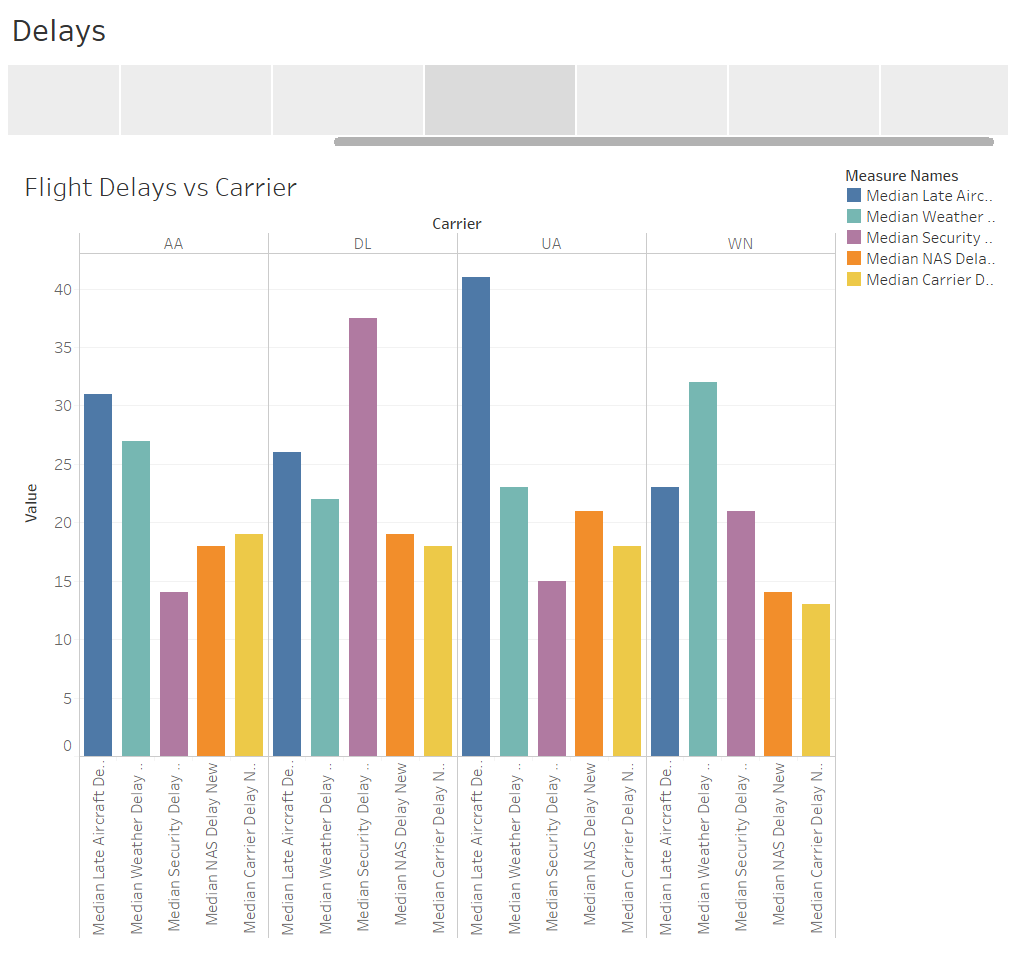 Delays
Flight Delays vs Carrier
Measure Names
Median Late Airc..
Median Weather ..
Median Security ..
Median NAS Dela..
Median Carrier D..
Carrier
AA DL UA WN
Value
40
35
30
25
20
15
10
5
0
Median Late Aircraft De..
Median Weather Delay ..
Median Security Delay ..
Median NAS Delay New
Median Carrier Delay N..
Median Late Aircraft De..
Median Weather Delay ..
Median Security Delay ..
Median NAS Delay New
Median Carrier Delay N..
Median Late Aircraft De..
Median Weather Delay ..
Median Security Delay ..
Median NAS Delay New
Median Carrier Delay N..
Median Late Aircraft De..
Median Weather Delay ..
Median Security Delay ..
Median NAS Delay New
Median Carrier Delay N..